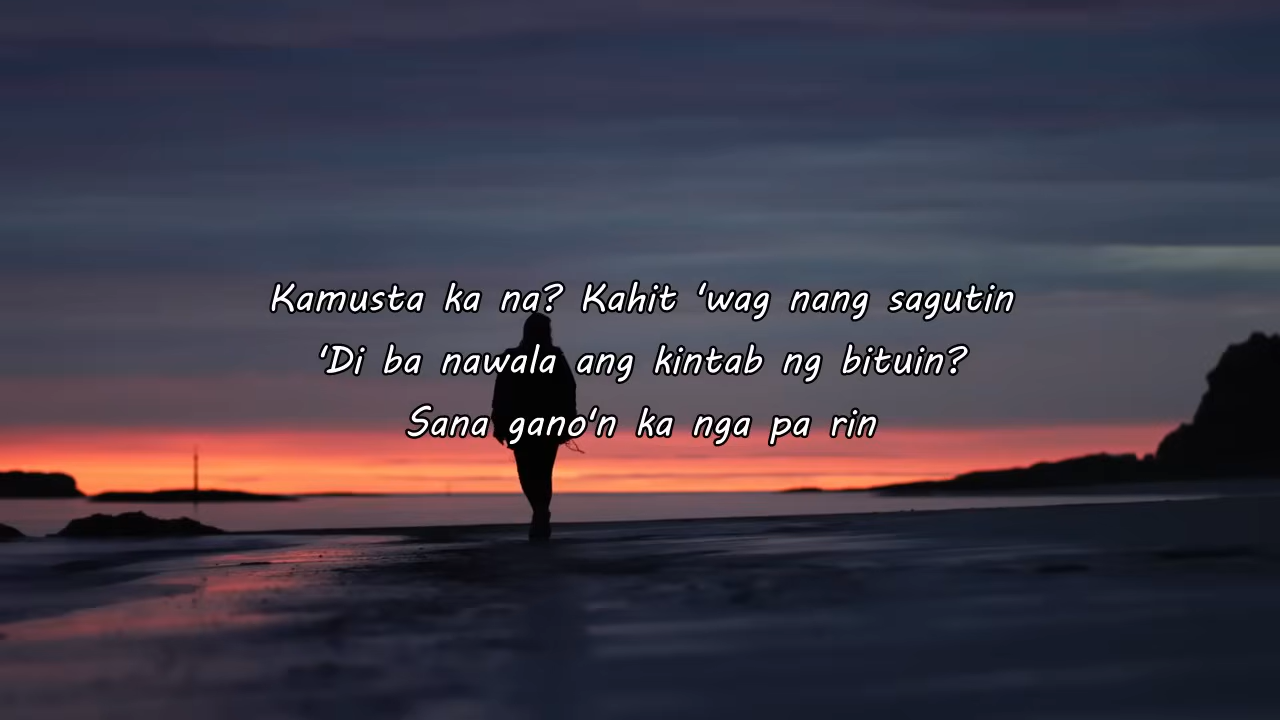 Kamusta ka na? Kahit ‘wag nang sagutin
‘Di ba nawala ang kintab ng bituin?
Sana gano‘n ka nga pa rin